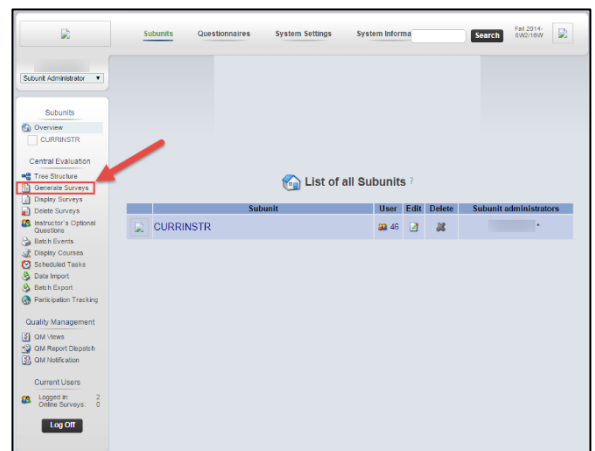 Subunits Questionnaires System Settings System Informa Search Fall 2014-
8W2/16W
Subunit Administrator
Subunits
Overview
CURRINSTR
Central Evaluation
Tree Structure
Generate Surveys
Display Surveys
Delete Surveys
Instructor's Optional
Questions
Batch Events
Display Courses
Scheduled Tasks
Data Import
Batch Export
Participation Tracking
Quality Management
QM Views
QM Report Dispatch
QM Notification
Current Users
Logged in: 2
Online Surveys: 0
Log Off
List of all Subunits ?
Subunit User Edit Delete Subunit administrators
CURRINSTR 46 *